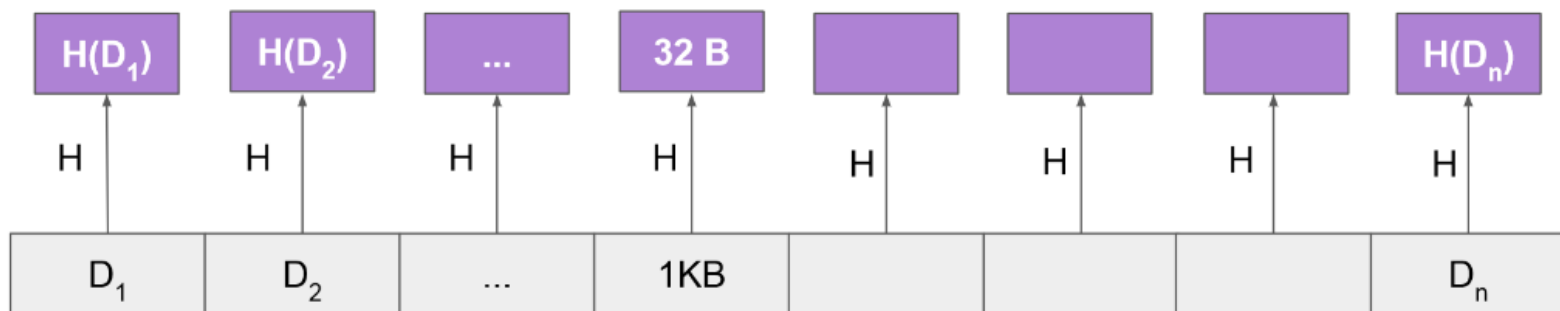 H(D₁) H(D₂) ... 32 B H(Dₙ)
H H H H H H H H
D₁ D₂ ... 1KB Dₙ